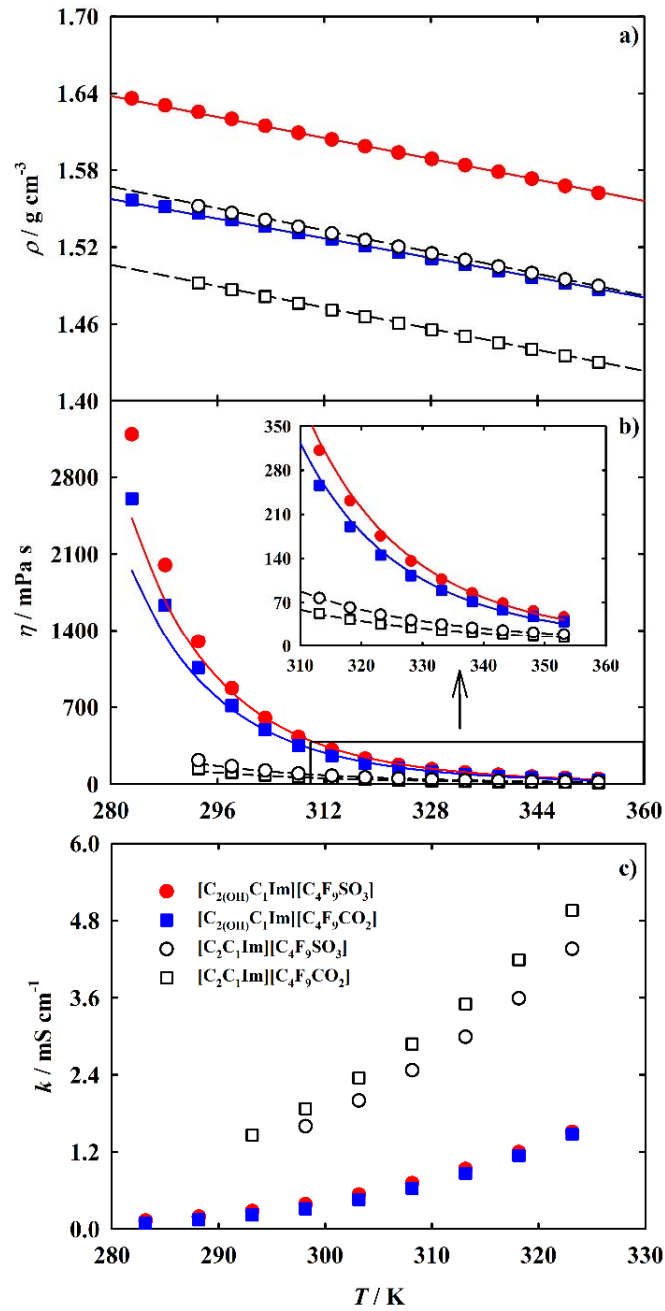 1.70
a)
1.64
1.58
1.52
1.46
1.40
ρ / g cm⁻³
b)
350
280
210
140
70
0
310 320 330 340 350 360
2800
2100
1400
700
0
η / mPa s
280 296 312 328 344 360
6.0
c)
[C₂₍OH₎C₁Im][C₄F₉SO₃]
[C₂₍OH₎C₁Im][C₄F₉CO₂]
[C₂C₁Im][C₄F₉SO₃]
[C₂C₁Im][C₄F₉CO₂]
4.8
3.6
2.4
1.2
0.0
k / mS cm⁻¹
280 290 300 310 320 330
T / K